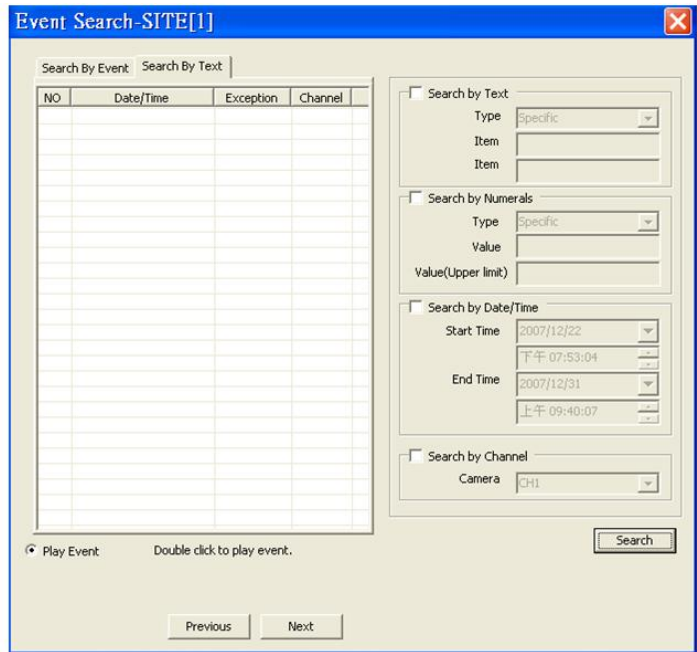 Event Search-SITE[1]
Search By Event Search By Text
NO Date/Time Exception Channel
Search by Text
Type Specific
Item
Item
Search by Numerals
Type Specific
Value
Value(Upper limit)
Search by Date/Time
Start Time 2007/12/22
下午 07:53:04
End Time 2007/12/31
上午 09:40:07
Search by Channel
Camera CH1
Search
Play Event Double click to play event.
Previous Next